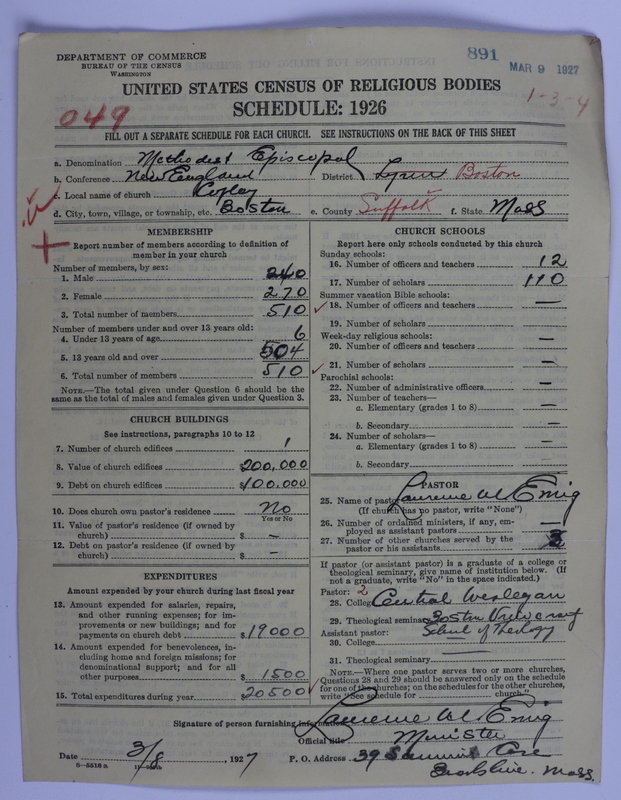 DEPARTMENT OF COMMERCE
BUREAU OF THE CENSUS
WASHINGTON
891
MAR 9 1927
UNITED STATES CENSUS OF RELIGIOUS BODIES
SCHEDULE: 1926
1-3-4
049
FILL OUT A SEPARATE SCHEDULE FOR EACH CHURCH. SEE INSTRUCTIONS ON THE BACK OF THIS SHEET
a. Denomination Methodist Episcopal
b. Conference New England District Lynn Boston
c. Local name of church Copley
d. City, town, village, or township, etc. Boston e. County Suffolk f. State Mass
MEMBERSHIP
Report number of members according to definition of
member in your church
Number of members, by sex:
1. Male 240
2. Female 270
3. Total number of members 510
Number of members under and over 13 years old:
4. Under 13 years of age 6
5. 13 years old and over 504
6. Total number of members 510
NOTE.—The total given under Question 6 should be the
same as the total of males and females given under Question 3.
CHURCH BUILDINGS
See instructions, paragraphs 10 to 12
7. Number of church edifices 1
8. Value of church edifices $200,000
9. Debt on church edifices $100,000
10. Does church own pastor's residence? No
Yes or No
11. Value of pastor's residence (if owned by
church) $ —
12. Debt on pastor's residence (if owned by
church) $ —
EXPENDITURES
Amount expended by your church during last fiscal year
13. Amount expended for salaries, repairs,
and other running expenses; for im-
provements or new buildings; and for
payments on church debt $19000
14. Amount expended for benevolences, in-
cluding home and foreign missions; for
denominational support; and for all
other purposes $1500
15. Total expenditures during year $20500
CHURCH SCHOOLS
Report here only schools conducted by this church
Sunday schools:
16. Number of officers and teachers 12
17. Number of scholars 110
Summer vacation Bible schools:
18. Number of officers and teachers —
19. Number of scholars —
Week-day religious schools:
20. Number of officers and teachers —
21. Number of scholars —
Parochial schools:
22. Number of administrative officers —
23. Number of teachers—
a. Elementary (grades 1 to 8) —
b. Secondary —
24. Number of scholars—
a. Elementary (grades 1 to 8) —
b. Secondary —
PASTOR
25. Name of pastor W Emig
(If church has no pastor, write "None")
26. Number of ordained ministers, if any, em-
ployed as assistant pastors —
27. Number of other churches served by the
pastor or his assistants
If pastor (or assistant pastor) is a graduate of a college or
theological seminary, give name of institution below. (If
not a graduate, write "No" in the space indicated.)
Pastor: 2
28. College Central Weslegan
29. Theological seminary Boston University
Assistant pastor: School of Theology
30. College
31. Theological seminary
NOTE.—Where one pastor serves two or more churches,
Questions 28 and 29 should be answered only on the schedule
for one of the churches; on the schedules for the other churches,
write "See schedule for church."
Signature of person furnishing information W Emig
Official title Minister
Date 3/8, 1927 P. O. Address 39 Ave
Brookline. Mass.
8—5518 a